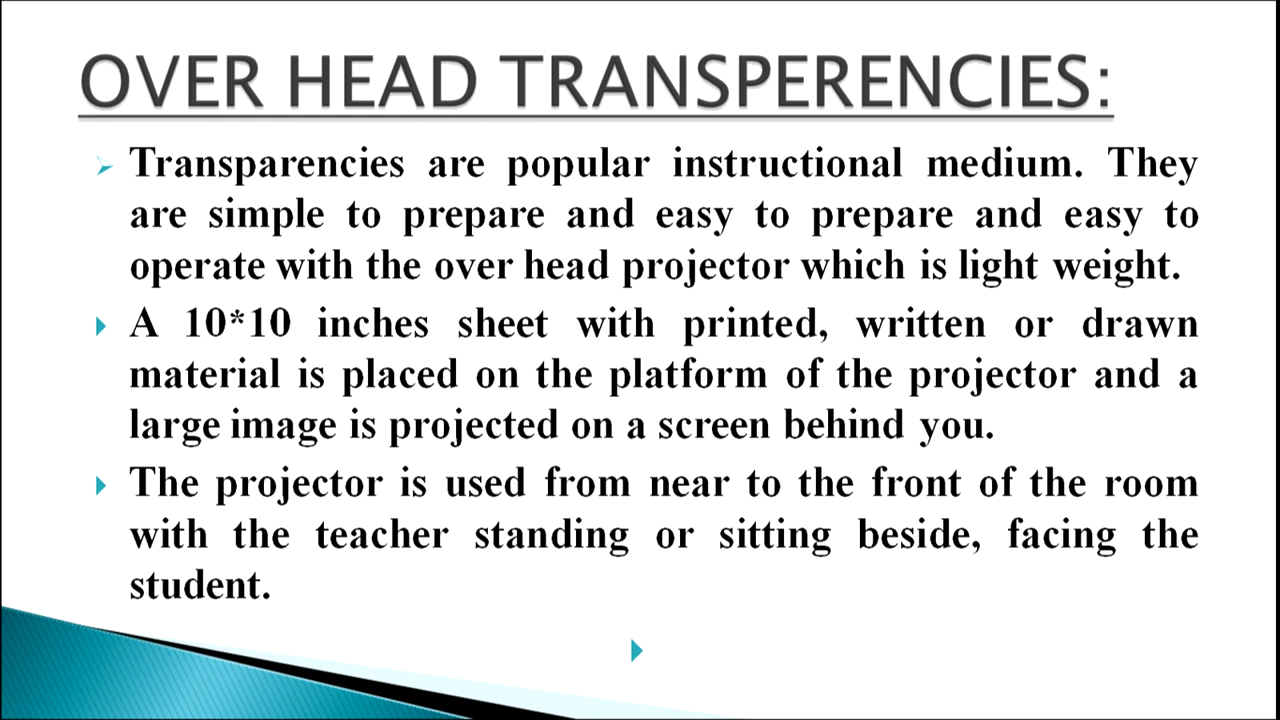 OVER HEAD TRANSPERENCIES:
Transparencies are popular instructional medium. They
are simple to prepare and easy to prepare and easy to
operate with the over head projector which is light weight.
A 10*10 inches sheet with printed, written or drawn
material is placed on the platform of the projector and a
large image is projected on a screen behind you.
The projector is used from near to the front of the room
with the teacher standing or sitting beside, facing the
student.